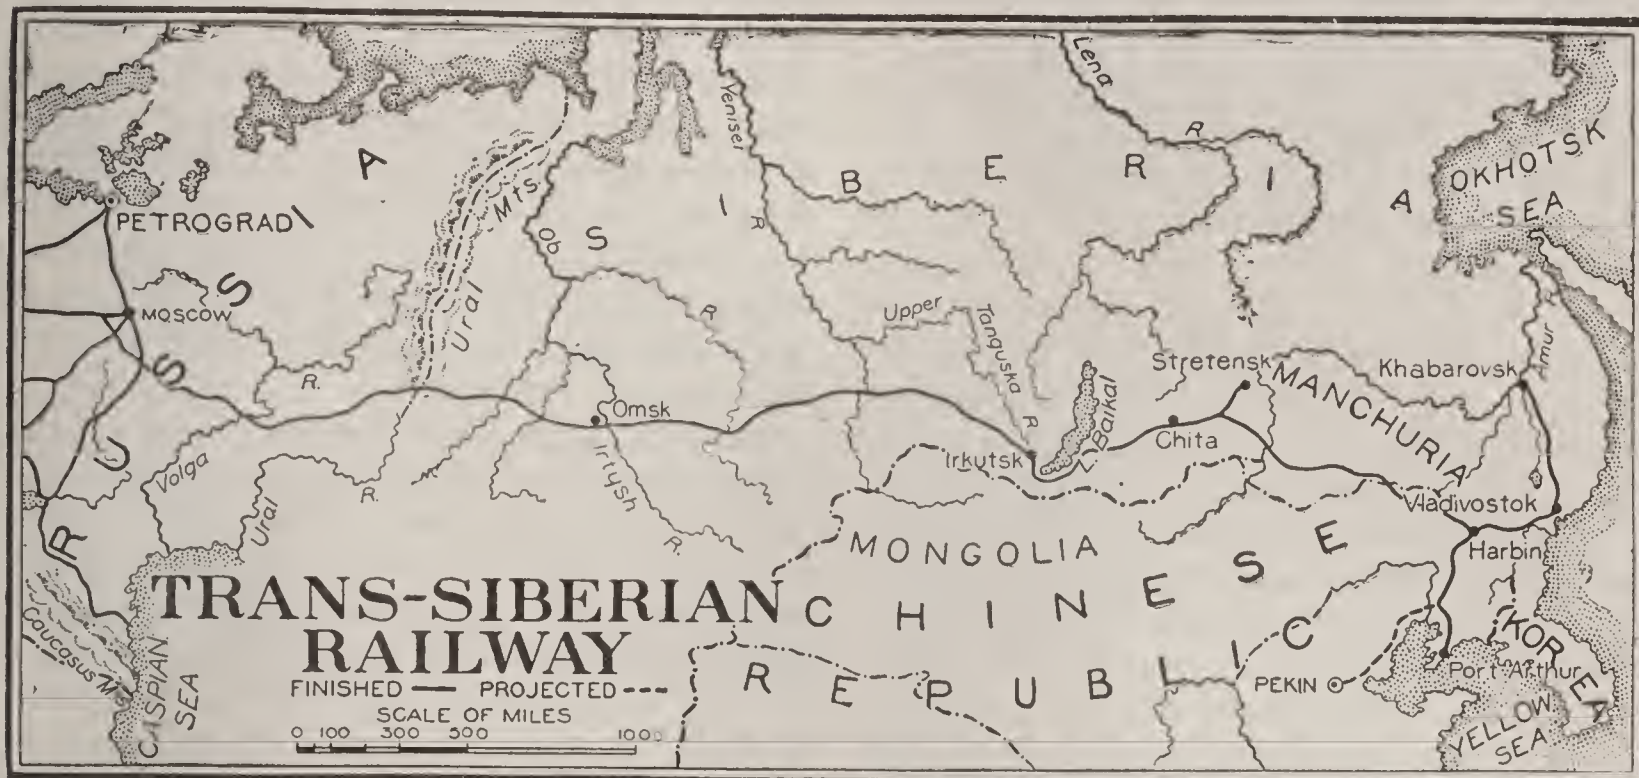 RUSSIA
SIBERIA
Yenisei
R.
Lena
R.
OKHOTSK
SEA
PETROGRAD
Mts.
Ural
Ob
R.
MOSCOW
R.
Upper
Tanguska
R.
Stretensk
MANCHURIA
Khabarovsk
Amur
Omsk
Irkutsk
L. Baikal
Chita
Volga
Ural
R.
Irtysh
R.
Vladivostok
Harbin
MONGOLIA
CHINESE
REPUBLIC
TRANS-SIBERIAN
RAILWAY
FINISHED PROJECTED
SCALE OF MILES
0 100 300 500 1000
Caucasus M
CASPIAN
SEA
PEKIN
Port Arthur
KOREA
YELLOW
SEA